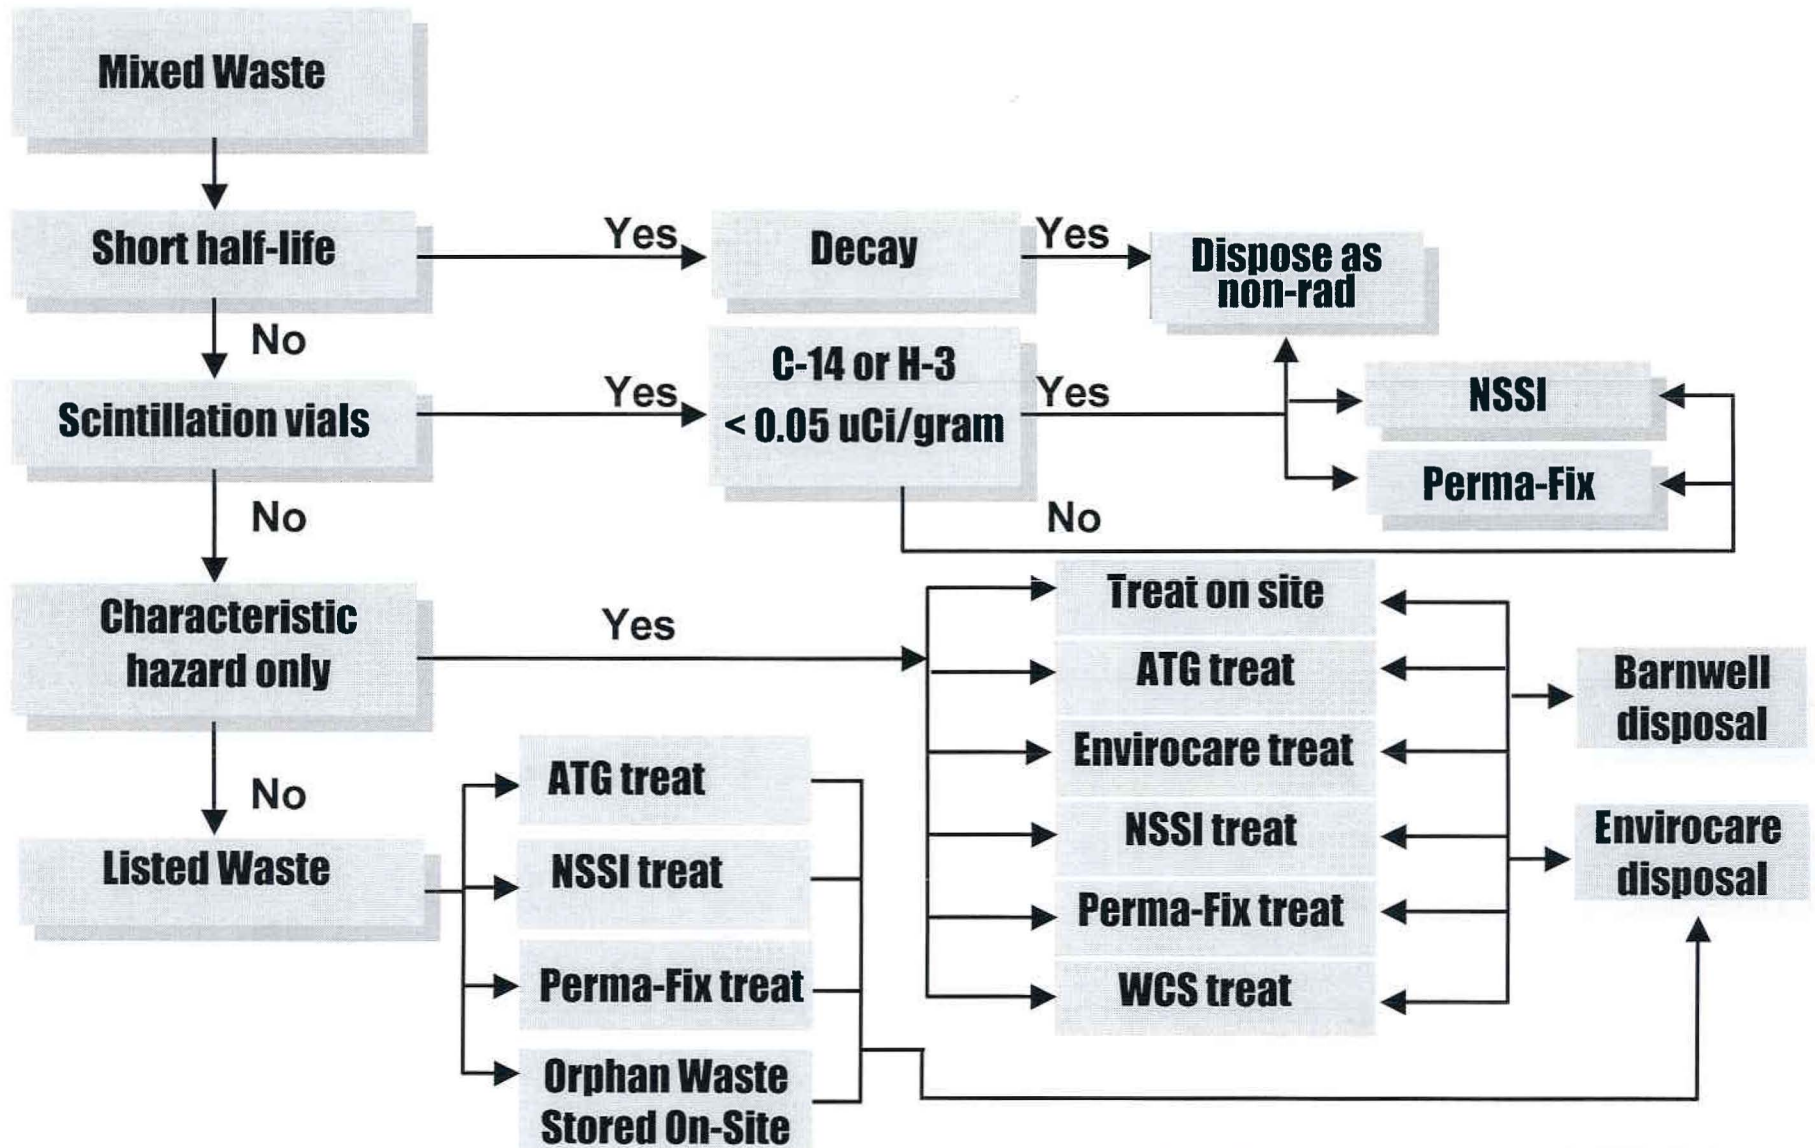 Mixed Waste
Short half-life
Yes
Decay
Yes
Dispose as
non-rad
No
Scintillation vials
Yes
C-14 or H-3
< 0.05 uCi/gram
Yes
NSSI
Perma-Fix
No
No
Characteristic
hazard only
Yes
Treat on site
ATG treat
Envirocare treat
NSSI treat
Perma-Fix treat
WCS treat
Barnwell
disposal
Envirocare
disposal
No
Listed Waste
ATG treat
NSSI treat
Perma-Fix treat
Orphan Waste
Stored On-Site